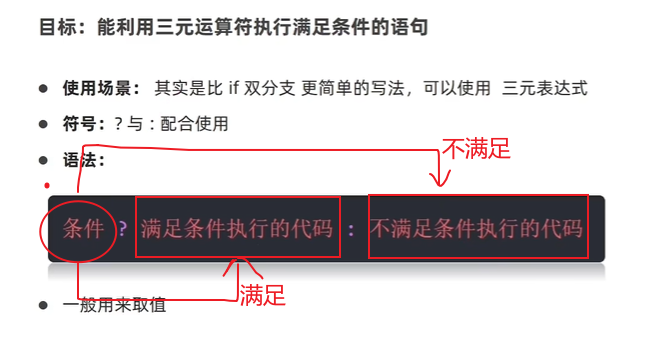 目标：能利用三元运算符执行满足条件的语句
使用场景： 其实是比 if 双分支 更简单的写法，可以使用 三元表达式
符号：? 与 : 配合使用
不满足
语法：
条件 ? 满足条件执行的代码 : 不满足条件执行的代码
满足
一般用来取值